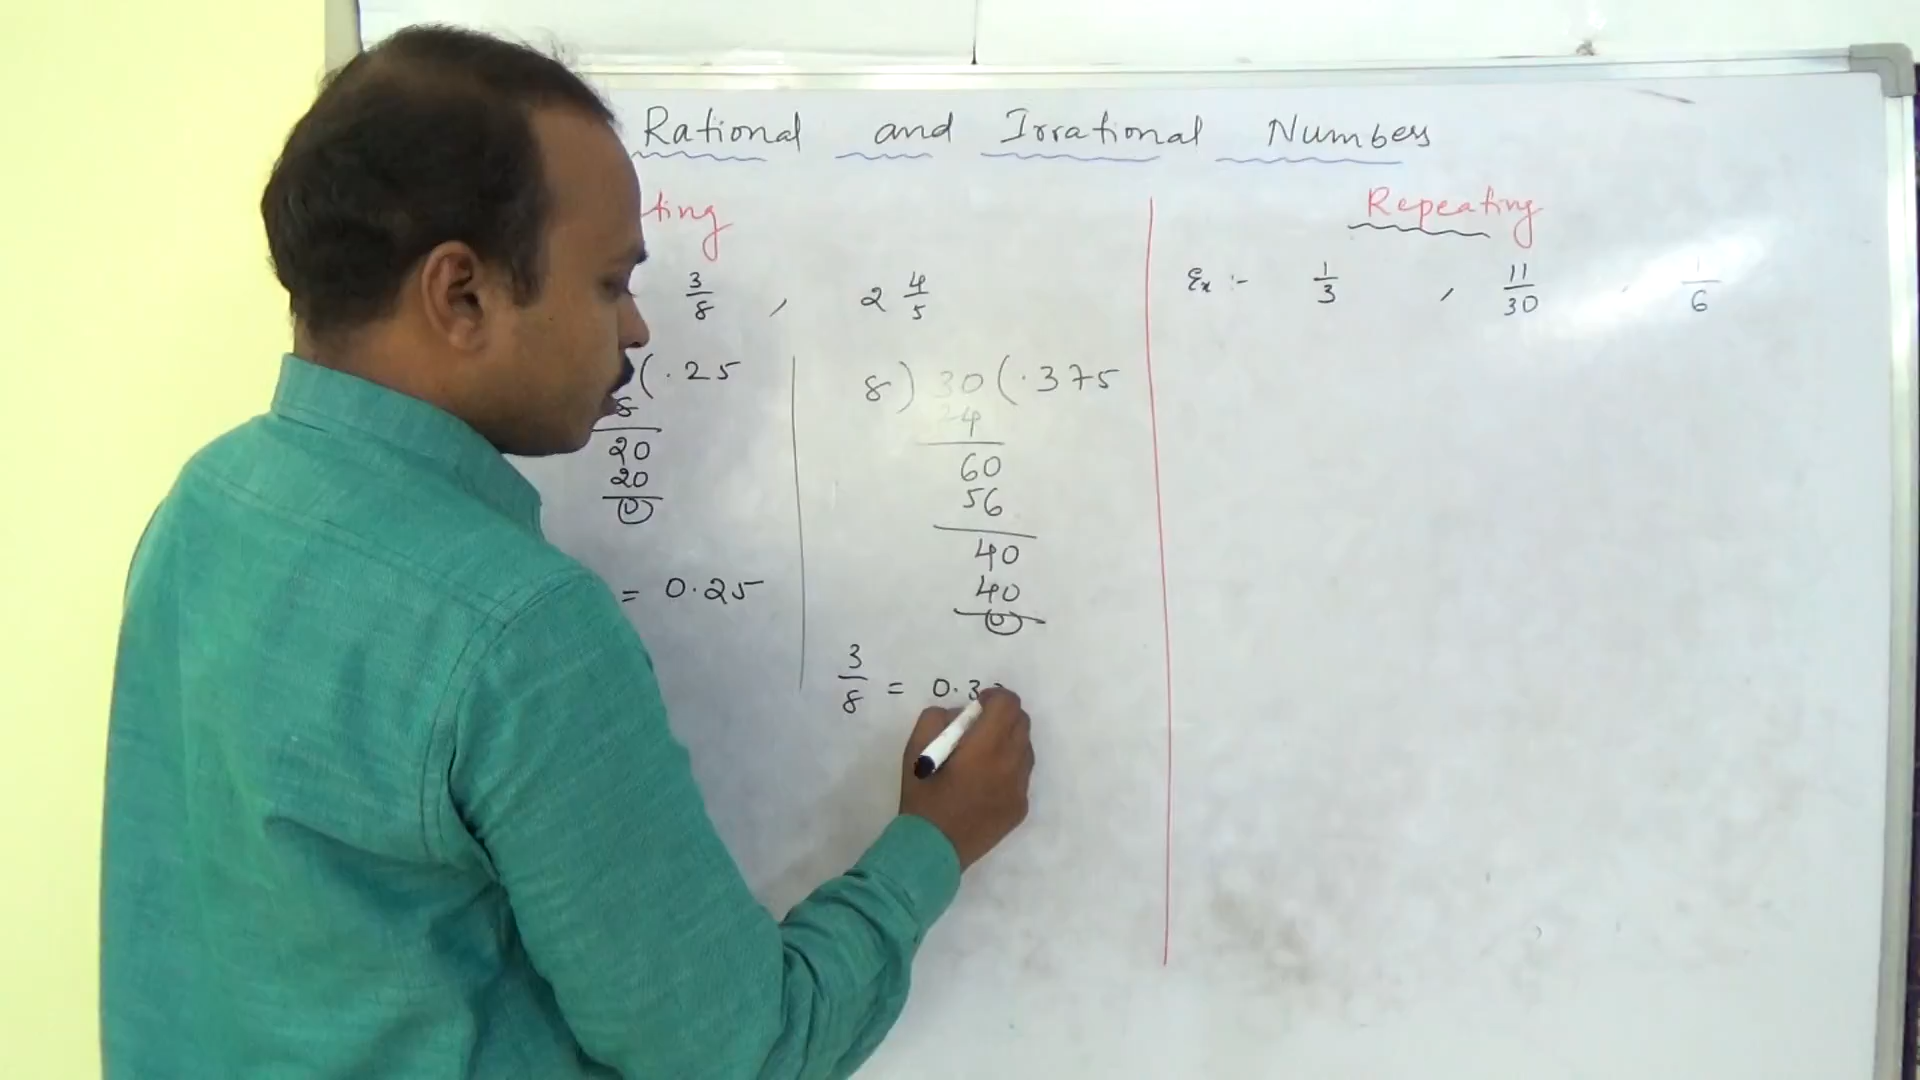 Rational and Irrational Numbers
ting
3/8 , 2 4/5
( .25
8
20
20
0
= 0.25
8 ) 30 ( .375
24
60
56
40
40
0
3/8 = 0.3
Repeating
Ex :- 1/3 , 11/30 , 1/6